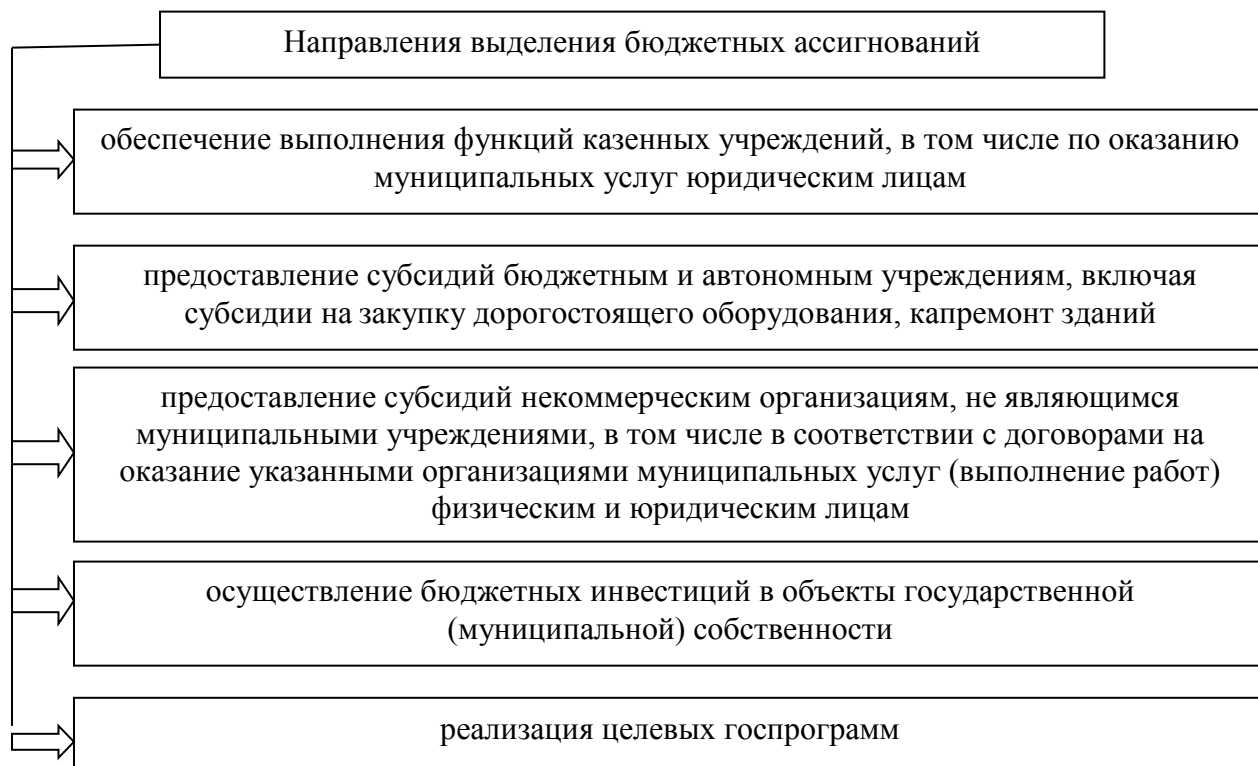 Направления выделения бюджетных ассигнований
обеспечение выполнения функций казенных учреждений, в том числе по оказанию
муниципальных услуг юридическим лицам
предоставление субсидий бюджетным и автономным учреждениям, включая
субсидии на закупку дорогостоящего оборудования, капремонт зданий
предоставление субсидий некоммерческим организациям, не являющимся
муниципальными учреждениями, в том числе в соответствии с договорами на
оказание указанными организациями муниципальных услуг (выполнение работ)
физическим и юридическим лицам
осуществление бюджетных инвестиций в объекты государственной
(муниципальной) собственности
реализация целевых госпрограмм